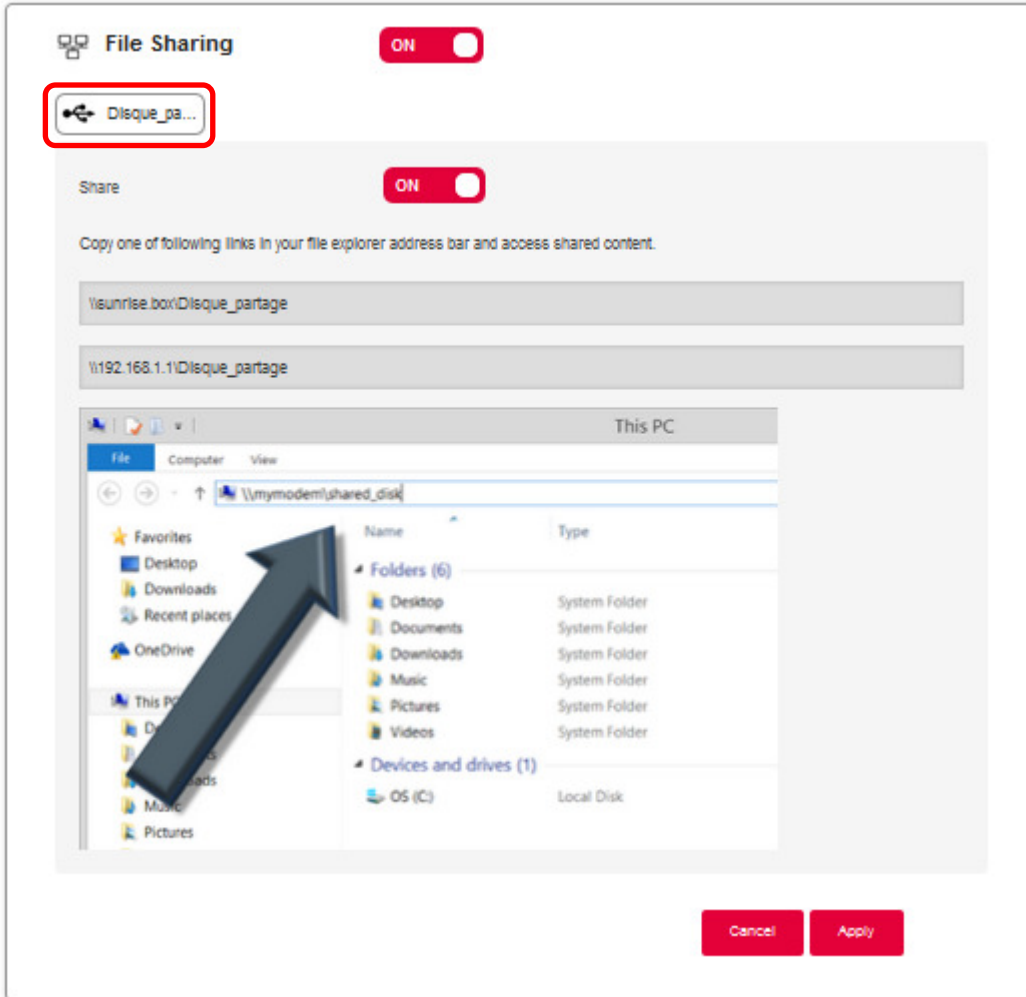 File Sharing ON
Disque_pa...
Share ON
Copy one of following links in your file explorer address bar and access shared content.
\\sunrise.box\Disque_partage
\\192.168.1.1\Disque_partage
This PC
File Computer View
\\mymodem\shared_disk
Favorites
Desktop
Downloads
Recent places
OneDrive
This PC
Music
Pictures
Name Type
Folders (6)
Desktop System Folder
Documents System Folder
Downloads System Folder
Music System Folder
Pictures System Folder
Videos System Folder
Devices and drives (1)
OS (C:) Local Disk
Cancel Apply